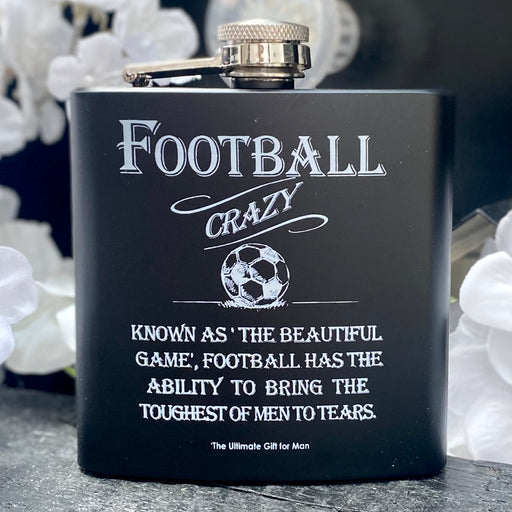 FOOTBALL
CRAZY
KNOWN AS ' THE BEAUTIFUL
GAME', FOOTBALL HAS THE
ABILITY TO BRING THE
TOUGHEST OF MEN TO TEARS.
'The Ultimate Gift for Man